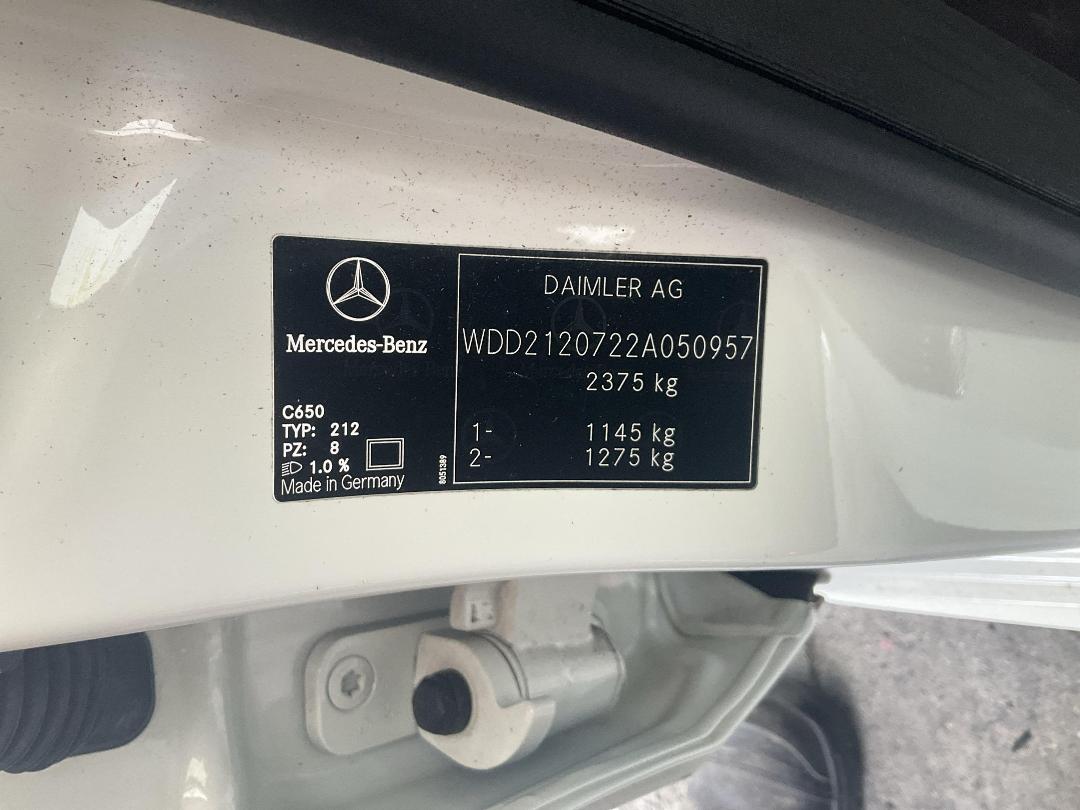 Mercedes-Benz
C650
TYP: 212
PZ: 8
1.0 %
Made in Germany
8051389
DAIMLER AG
WDD2120722A050957
2375 kg
1- 1145 kg
2- 1275 kg